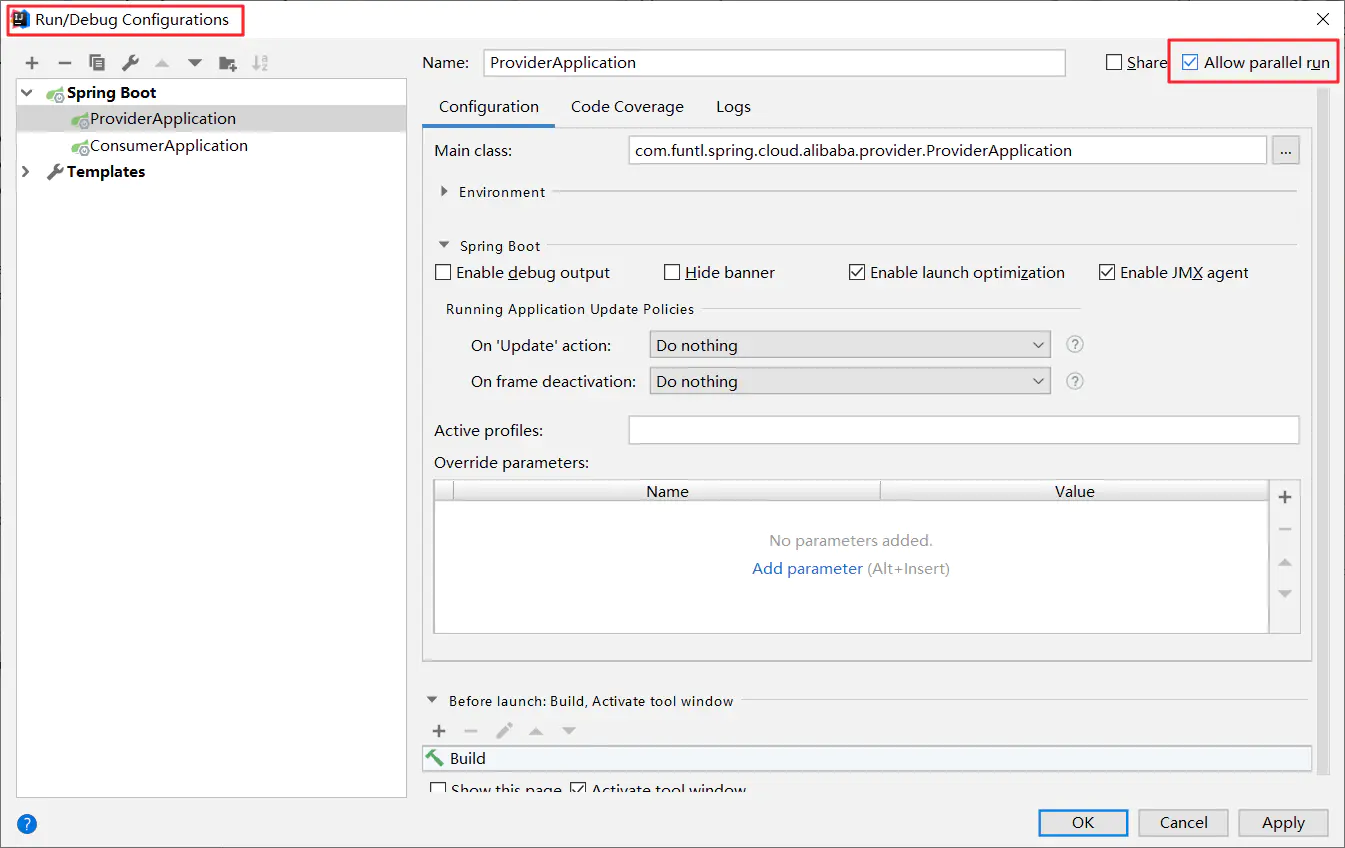 Run/Debug Configurations
Name: ProviderApplication Share Allow parallel run
Spring Boot
ProviderApplication
ConsumerApplication
Templates
Configuration Code Coverage Logs
Main class: com.funtl.spring.cloud.alibaba.provider.ProviderApplication ...
Environment
Spring Boot
Enable debug output Hide banner Enable launch optimization Enable JMX agent
Running Application Update Policies
On 'Update' action: Do nothing ?
On frame deactivation: Do nothing ?
Active profiles:
Override parameters:
Name Value
No parameters added.
Add parameter (Alt+Insert)
Before launch: Build, Activate tool window
Build
Show this page Activate tool window
? OK Cancel Apply